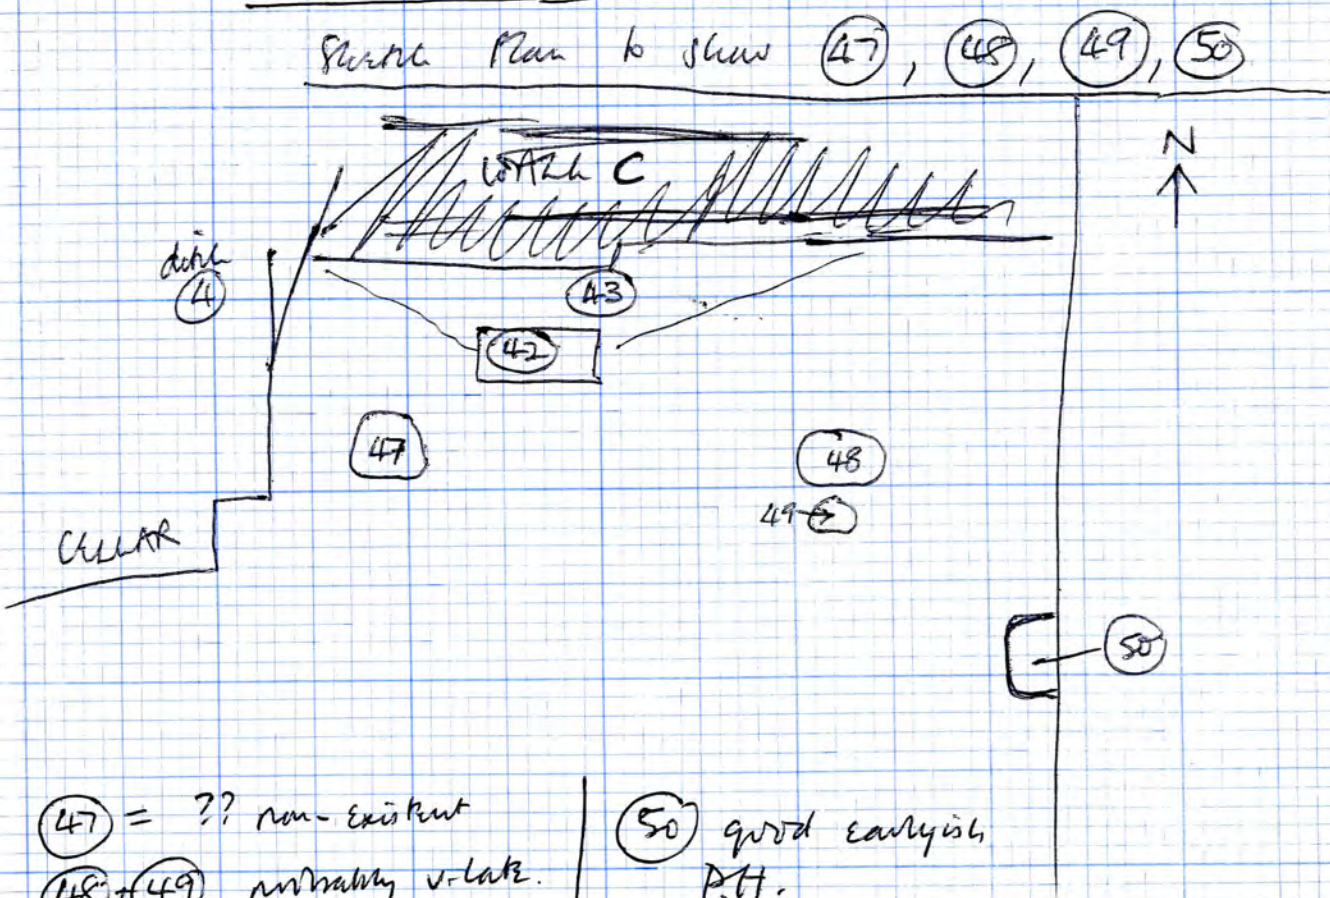 Sketch Plan to show 47, 48, 49, 50
N
WALL C
ditch
4
43
42
47
48
49
CELLAR
50
47 = ?? non-existent
48 + 49 probably v. late.
50 good earlyish
P.H.